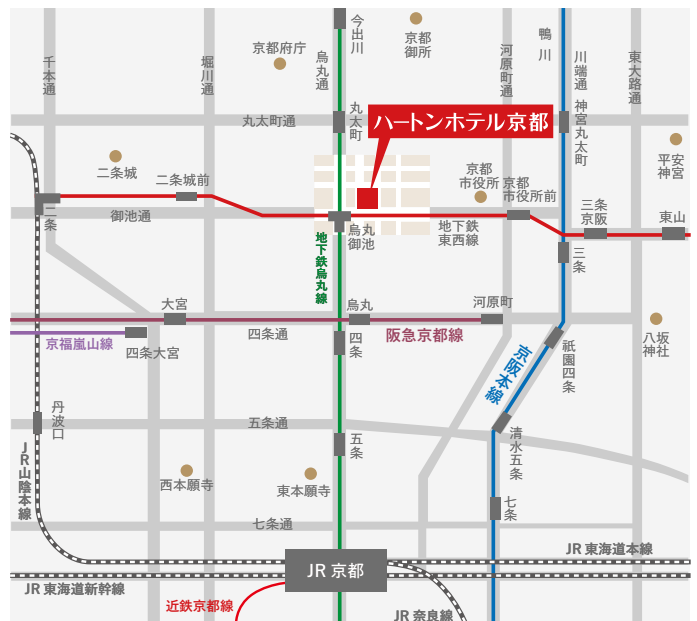 今出川
京都御所
鴨川
京都府庁
烏丸通
千本通
堀川通
河原町通
川端通
東大路通
丸太町
神宮丸太町
丸太町通
ハートンホテル京都
二条城
二条城前
京都
市役所
京都
市役所前
平安
神宮
三条
京阪
東山
二条
御池通
烏丸
御池
地下鉄
東西線
地下鉄烏丸線
三条
大宮
烏丸
河原町
京福嵐山線
四条大宮
四条通
四条
阪急京都線
京阪本線
祇園四条
八坂
神社
丹波口
五条通
五条
清水五条
JR山陰本線
西本願寺
東本願寺
七条
七条通
JR 京都
JR 東海道本線
JR 東海道新幹線
近鉄京都線
JR 奈良線